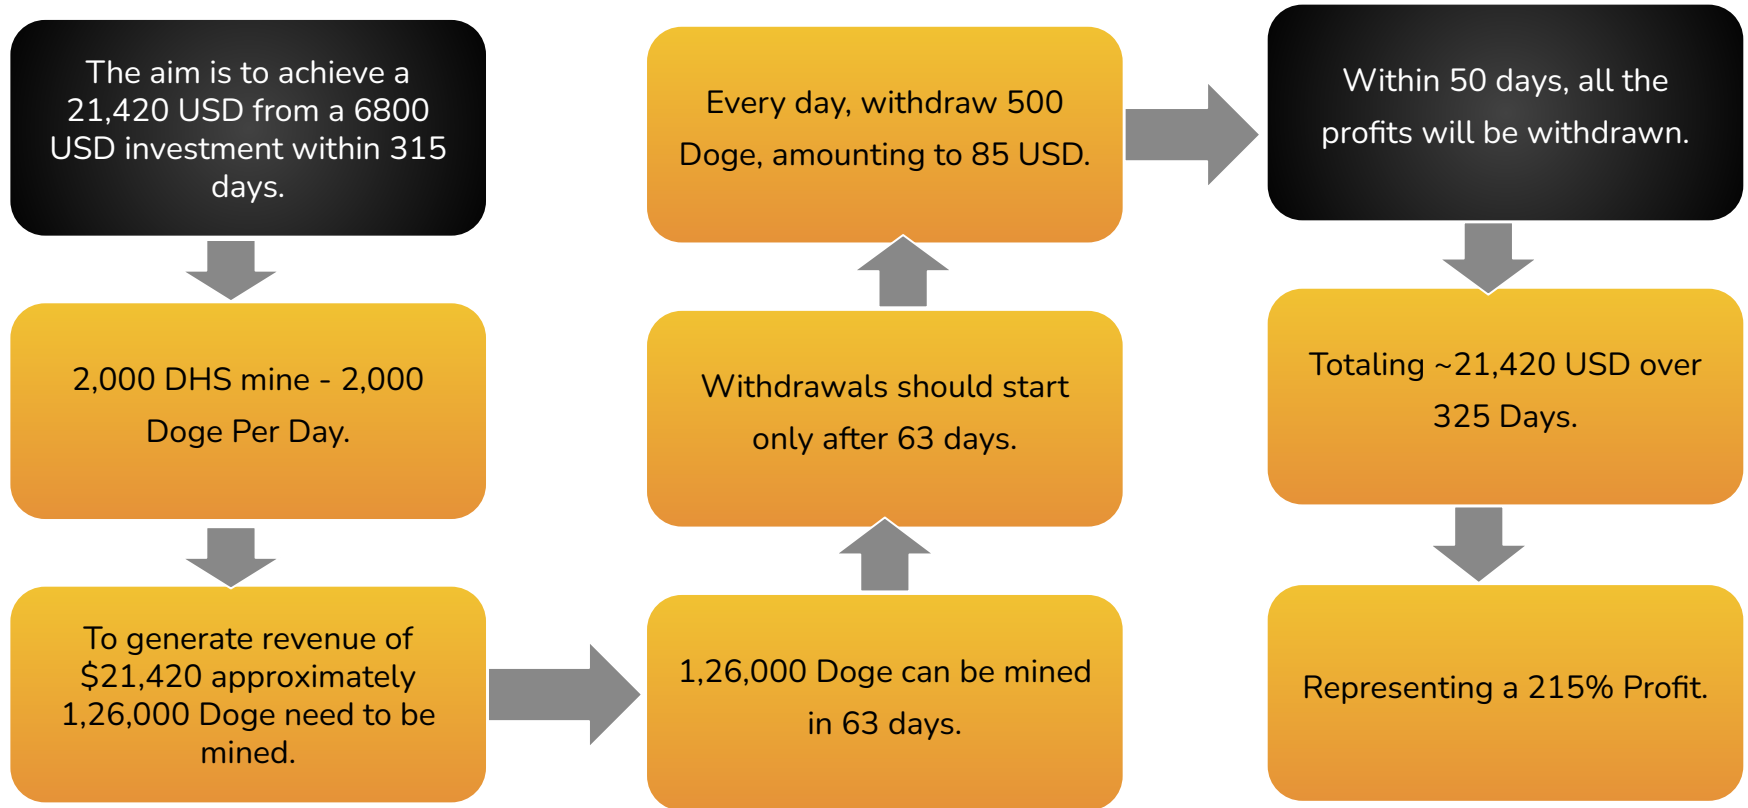 The aim is to achieve a
21,420 USD from a 6800
USD investment within 315
days.
2,000 DHS mine - 2,000
Doge Per Day.
To generate revenue of
$21,420 approximately
1,26,000 Doge need to be
mined.
1,26,000 Doge can be mined
in 63 days.
Withdrawals should start
only after 63 days.
Every day, withdraw 500
Doge, amounting to 85 USD.
Within 50 days, all the
profits will be withdrawn.
Totaling ~21,420 USD over
325 Days.
Representing a 215% Profit.